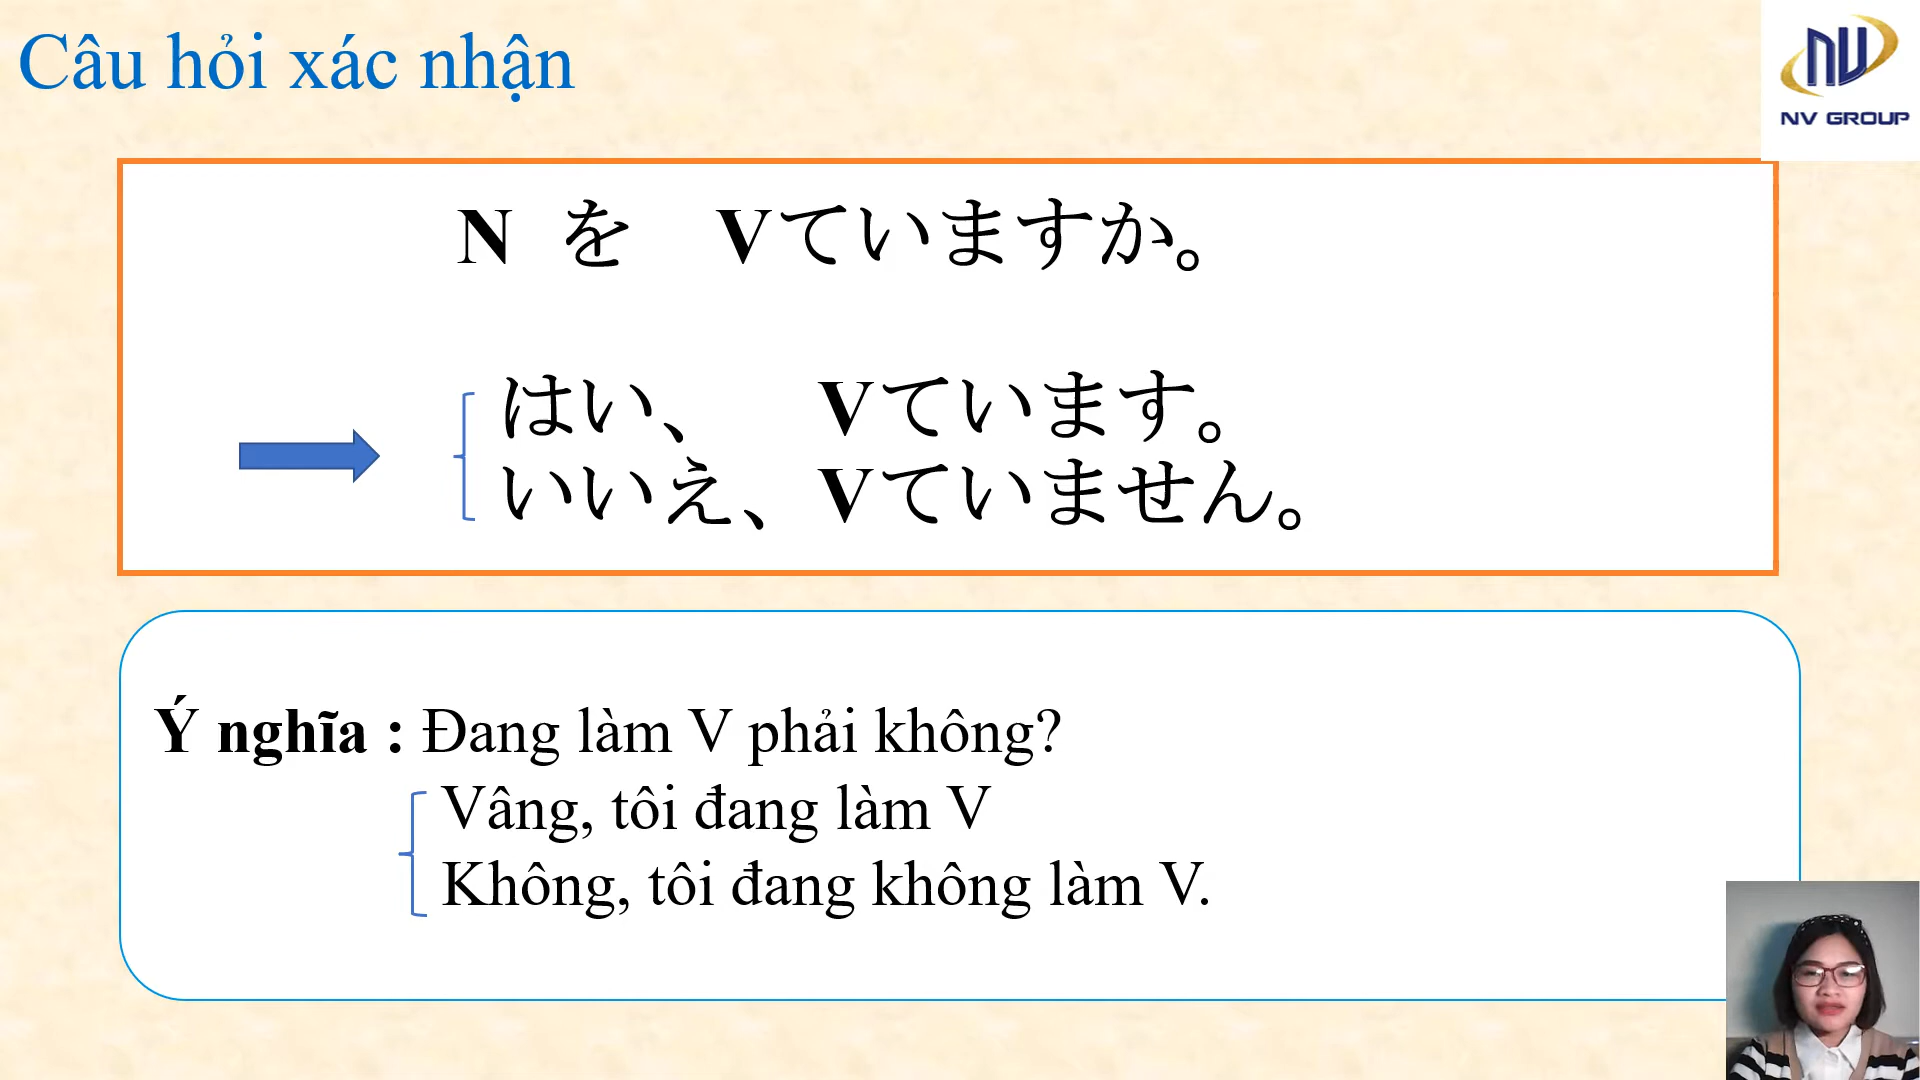 Câu hỏi xác nhận
NV GROUP
N を Vていますか。
はい、 Vています。
いいえ、Vていません。
Ý nghĩa : Đang làm V phải không?
Vâng, tôi đang làm V
Không, tôi đang không làm V.